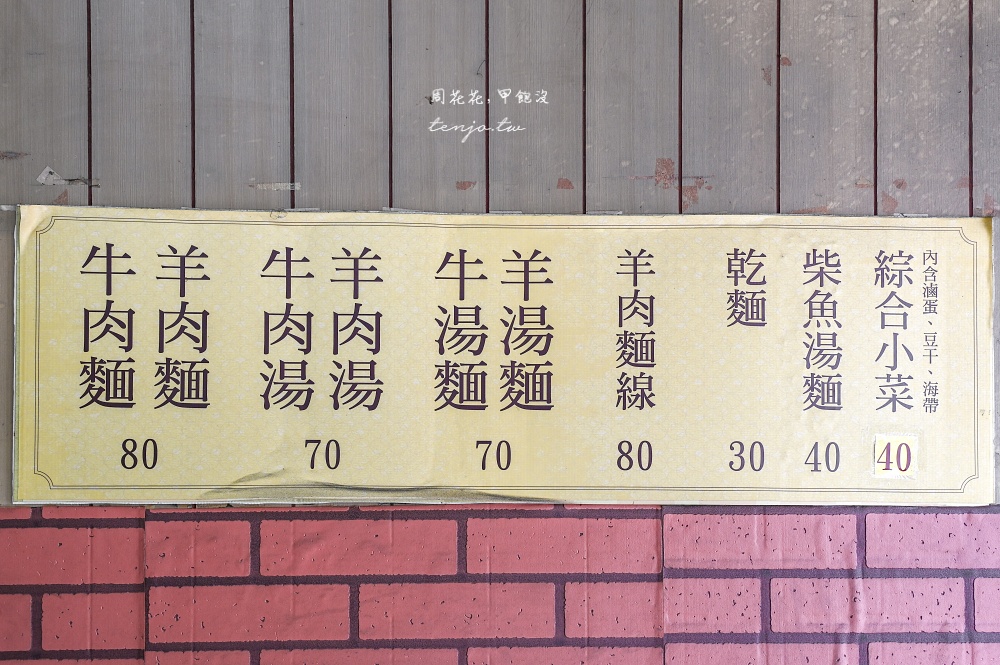 周花花，甲飽沒
tenjo.tw
內含滷蛋、豆干、海帶
綜合小菜
40
柴魚湯麵
40
乾麵
30
羊肉麵線
80
羊湯麵
牛湯麵
70
羊肉湯
牛肉湯
70
羊肉麵
牛肉麵
80